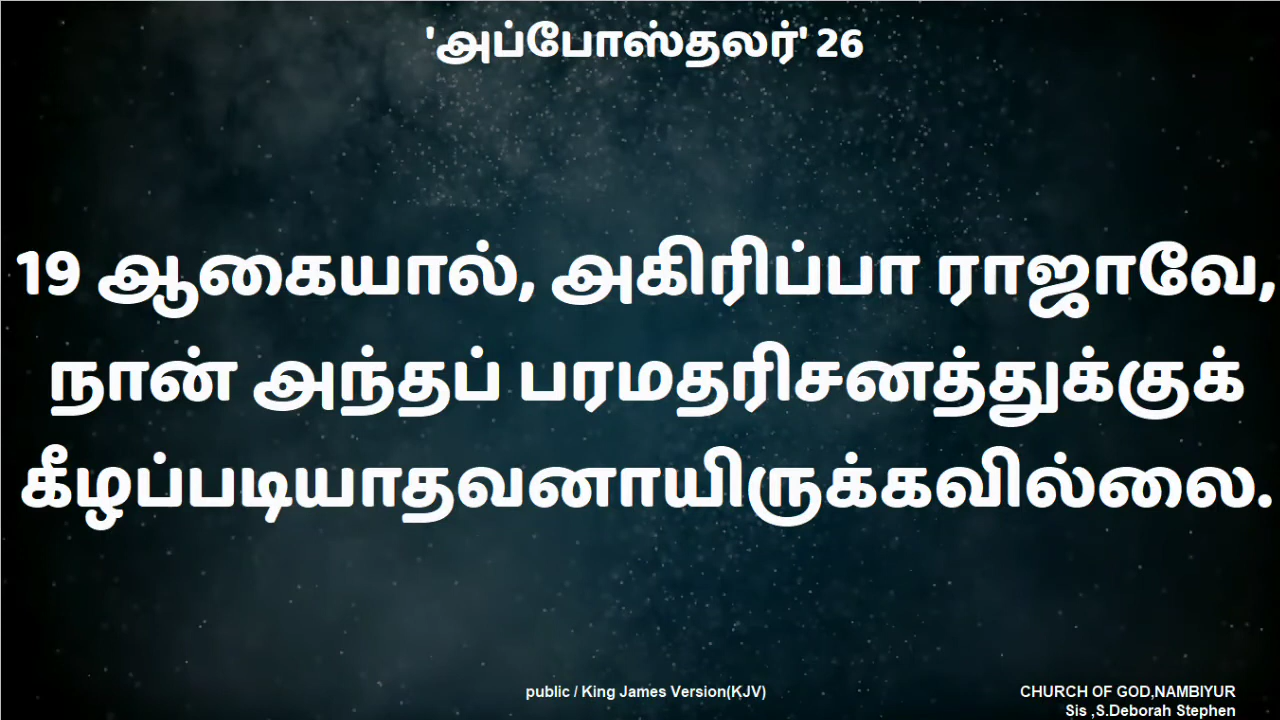 'அப்போஸ்தலர்' 26
19 ஆகையால், அகிரிப்பா ராஜாவே,
நான் அந்தப் பரமதரிசனத்துக்குக்
கீழப்படியாதவனாயிருக்கவில்லை.
public / King James Version(KJV)
CHURCH OF GOD,NAMBIYUR
Sis ,S.Deborah Stephen